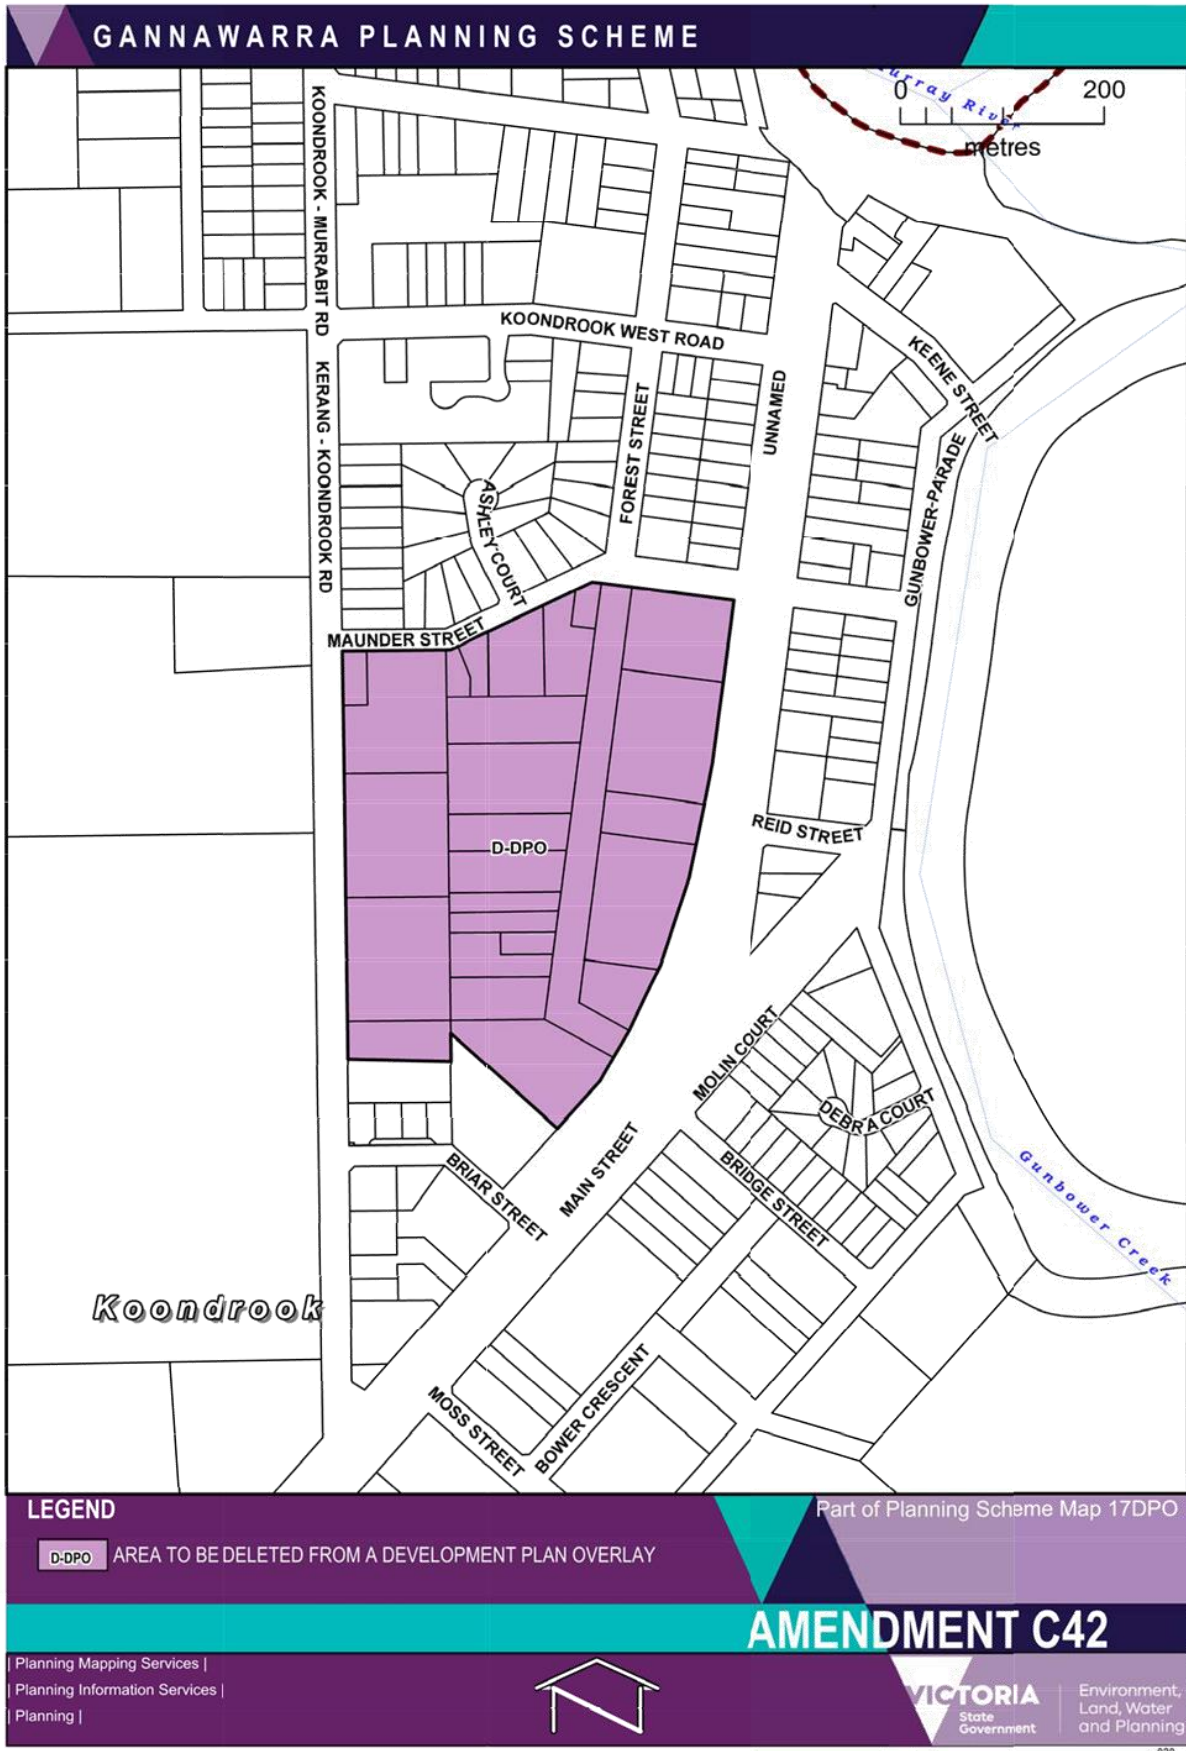 GANNAWARRA PLANNING SCHEME
Murray River
0 200
metres
KOONDROOK - MURRABIT RD
KOONDROOK WEST ROAD
KEENE STREET
UNNAMED
KERANG - KOONDROOK RD
FOREST STREET
GUNBOWER-PARADE
ASHLEY COURT
MAUNDER STREET
REID STREET
D-DPO
MOLIN COURT
DEBRA COURT
MAIN STREET
BRIAR STREET
BRIDGE STREET
Gunbower Creek
Koondrook
MOSS STREET
BOWER CRESCENT
LEGEND
Part of Planning Scheme Map 17DPO
D-DPO AREA TO BE DELETED FROM A DEVELOPMENT PLAN OVERLAY
AMENDMENT C42
| Planning Mapping Services |
| Planning Information Services |
| Planning |
VICTORIA
State
Government
Environment,
Land, Water
and Planning